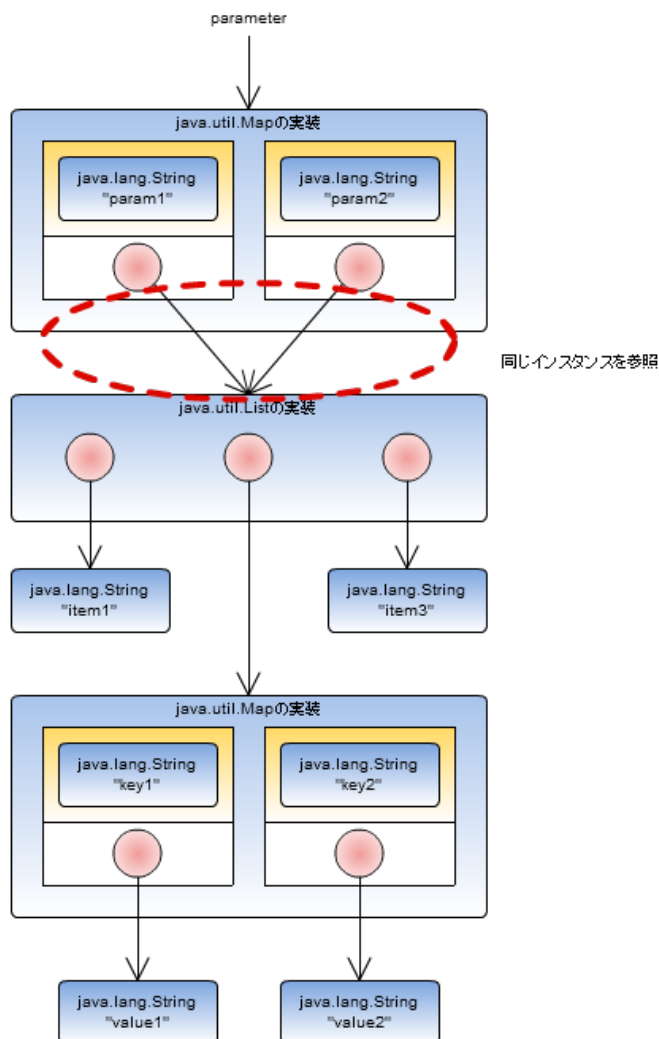 parameter
java.util.Mapの実装
java.lang.String
"param1"
java.lang.String
"param2"
同じインスタンスを参照
java.util.Listの実装
java.lang.String
"item1"
java.lang.String
"item3"
java.util.Mapの実装
java.lang.String
"key1"
java.lang.String
"key2"
java.lang.String
"value1"
java.lang.String
"value2"